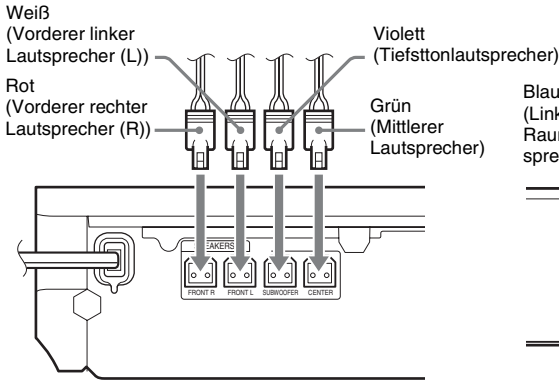 Weiß
(Vorderer linker
Lautsprecher (L))
Rot
(Vorderer rechter
Lautsprecher (R))
Violett
(Tiefsttonlautsprecher)
Grün
(Mittlerer
Lautsprecher)
Blau
(Link
Raum
spre
EAKERS
FRONT R FRONT L SUBWOOFER CENTER